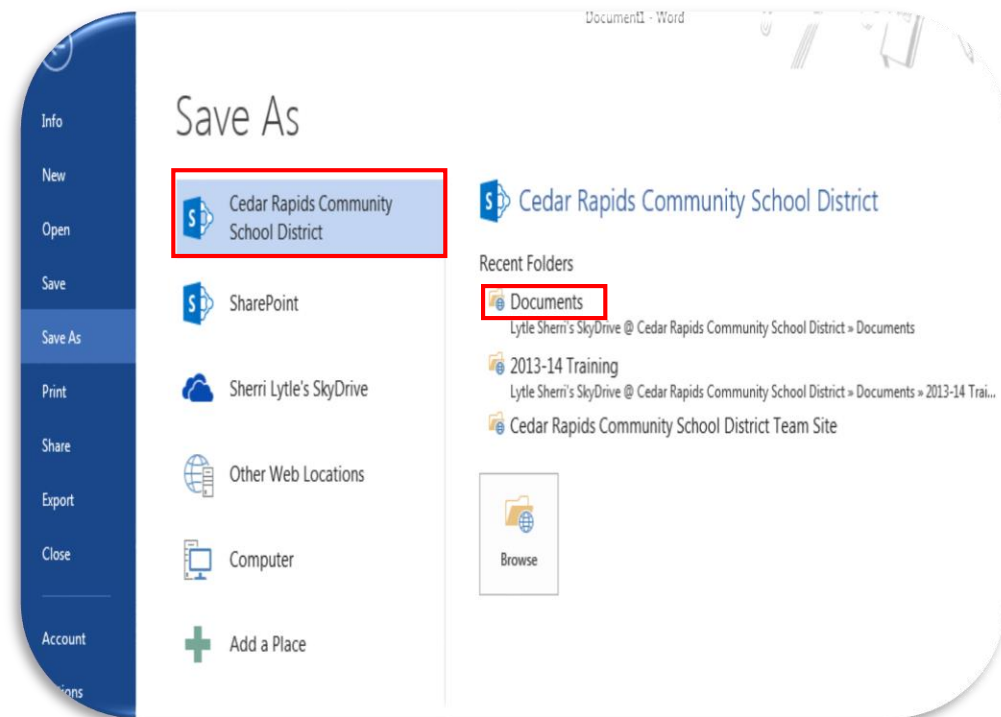 Document1 - Word
Info
New
Open
Save
Save As
Print
Share
Export
Close
Account
Save As
Cedar Rapids Community
School District
SharePoint
Sherri Lytle's SkyDrive
Other Web Locations
Computer
Add a Place
Cedar Rapids Community School District
Recent Folders
Documents
Lytle Sherri's SkyDrive @ Cedar Rapids Community School District » Documents
2013-14 Training
Lytle Sherri's SkyDrive @ Cedar Rapids Community School District » Documents » 2013-14 Trai...
Cedar Rapids Community School District Team Site
Browse